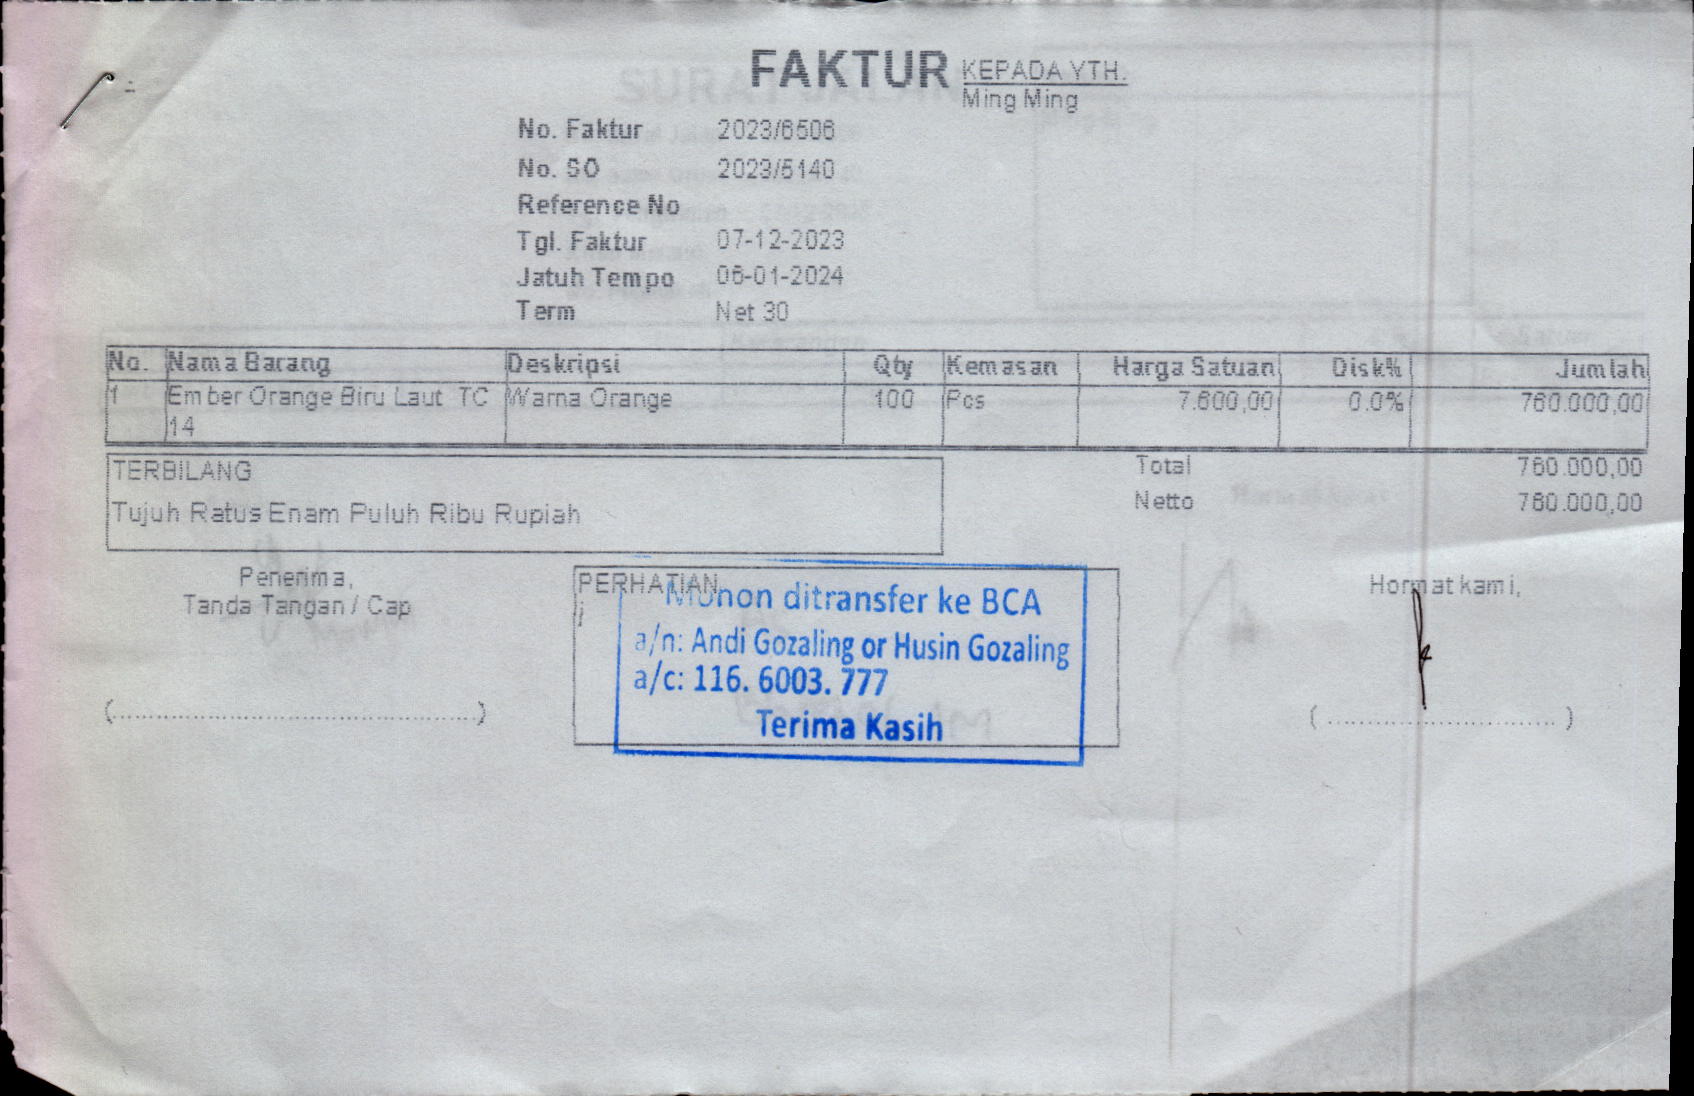 FAKTUR
KEPADA YTH.
Ming Ming
No. Faktur 2023/6506
No. SO 2023/5140
Reference No
Tgl. Faktur 07-12-2023
Jatuh Tempo 06-01-2024
Term Net 30
No. Nama Barang Deskripsi Qty Kemasan Harga Satuan Disk% Jumlah
1 Ember Orange Biru Laut TC Warna Orange 100 Pcs 7.600,00 0.0% 760.000,00
14
TERBILANG
Tujuh Ratus Enam Puluh Ribu Rupiah
Total 760.000,00
Netto 760.000,00
Penerima,
Tanda Tangan / Cap
(........................................................)
PERHATIAN
Mohon ditransfer ke BCA
a/n: Andi Gozaling or Husin Gozaling
a/c: 116. 6003. 777
Terima Kasih
Hormat kami,
(...................................)